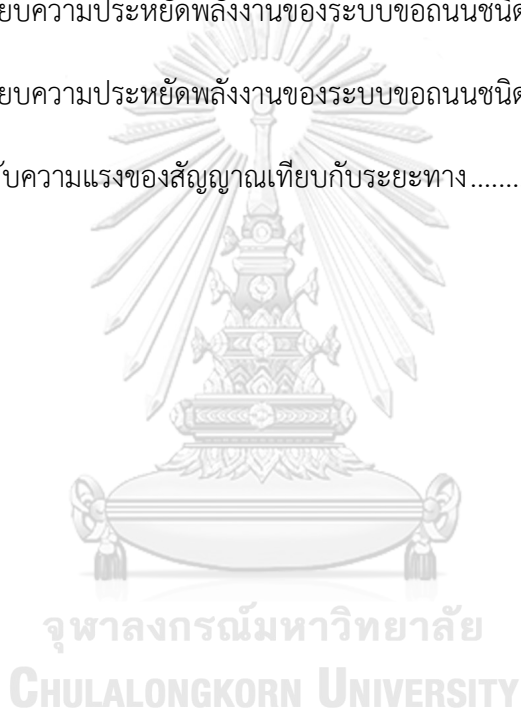 ยบความประหยัดพลังงานของระบบขอถนนชนิด
ยบความประหยัดพลังงานของระบบขอถนนชนิด
ับความแรงของสัญญาณเทียบกับระยะทาง.......
จุฬาลงกรณ์มหาวิทยาลัย
CHULALONGKORN UNIVERSITY